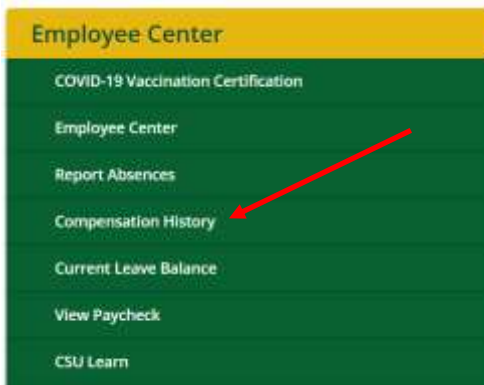 Employee Center
COVID-19 Vaccination Certification
Employee Center
Report Absences
Compensation History
Current Leave Balance
View Paycheck
CSU Learn